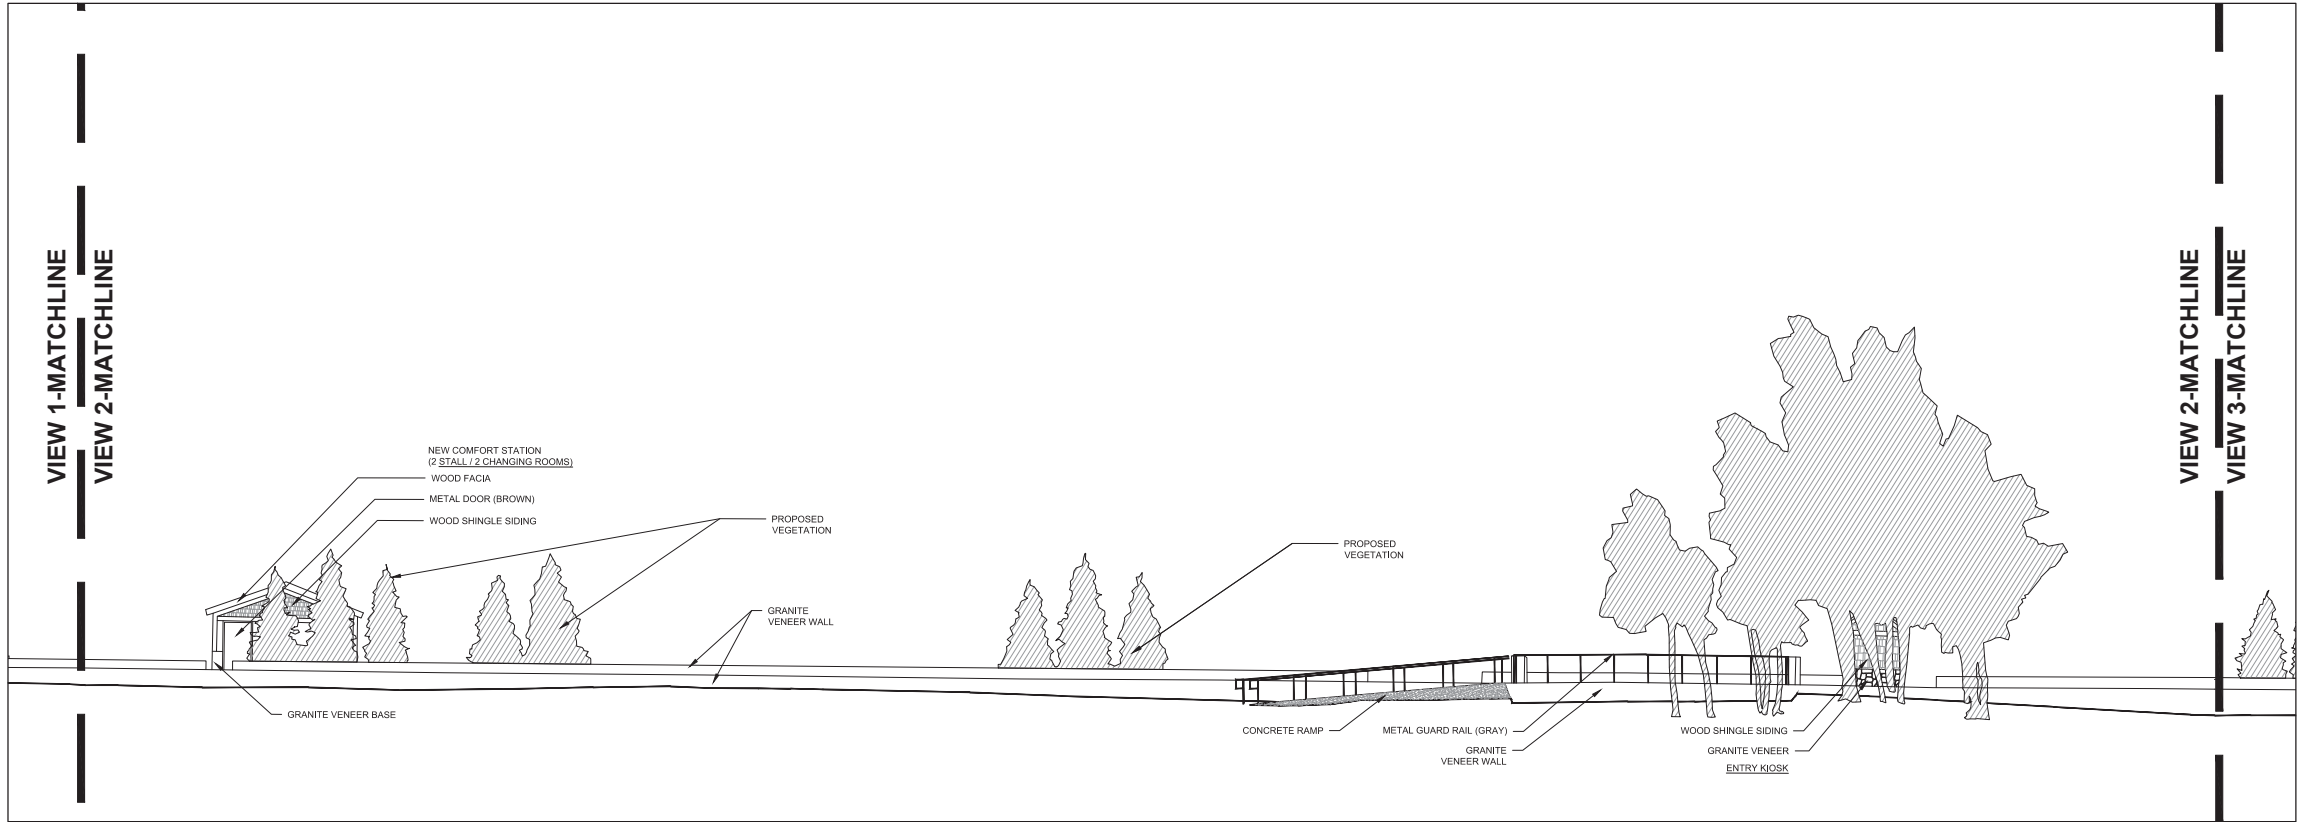 VIEW 1-MATCHLINE
VIEW 2-MATCHLINE
NEW COMFORT STATION
(2 STALL / 2 CHANGING ROOMS)
WOOD FACIA
METAL DOOR (BROWN)
WOOD SHINGLE SIDING
GRANITE VENEER BASE
PROPOSED
VEGETATION
GRANITE
VENEER WALL
PROPOSED
VEGETATION
CONCRETE RAMP
METAL GUARD RAIL (GRAY)
GRANITE
VENEER WALL
WOOD SHINGLE SIDING
GRANITE VENEER
ENTRY KIOSK
VIEW 2-MATCHLINE
VIEW 3-MATCHLINE